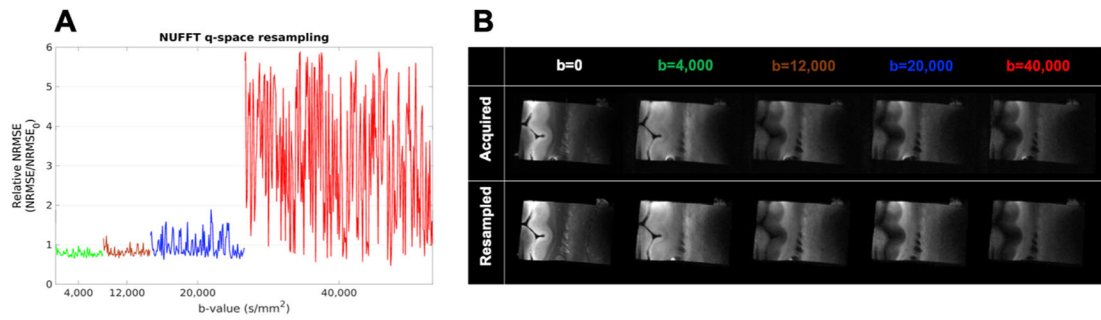 A
NUFFT q-space resampling
Relative NRMSE
(NRMSE/NRMSE0)
6
5
4
3
2
1
0
4,000 12,000 20,000 40,000
b-value (s/mm2)
B
b=0 b=4,000 b=12,000 b=20,000 b=40,000
Acquired
Resampled